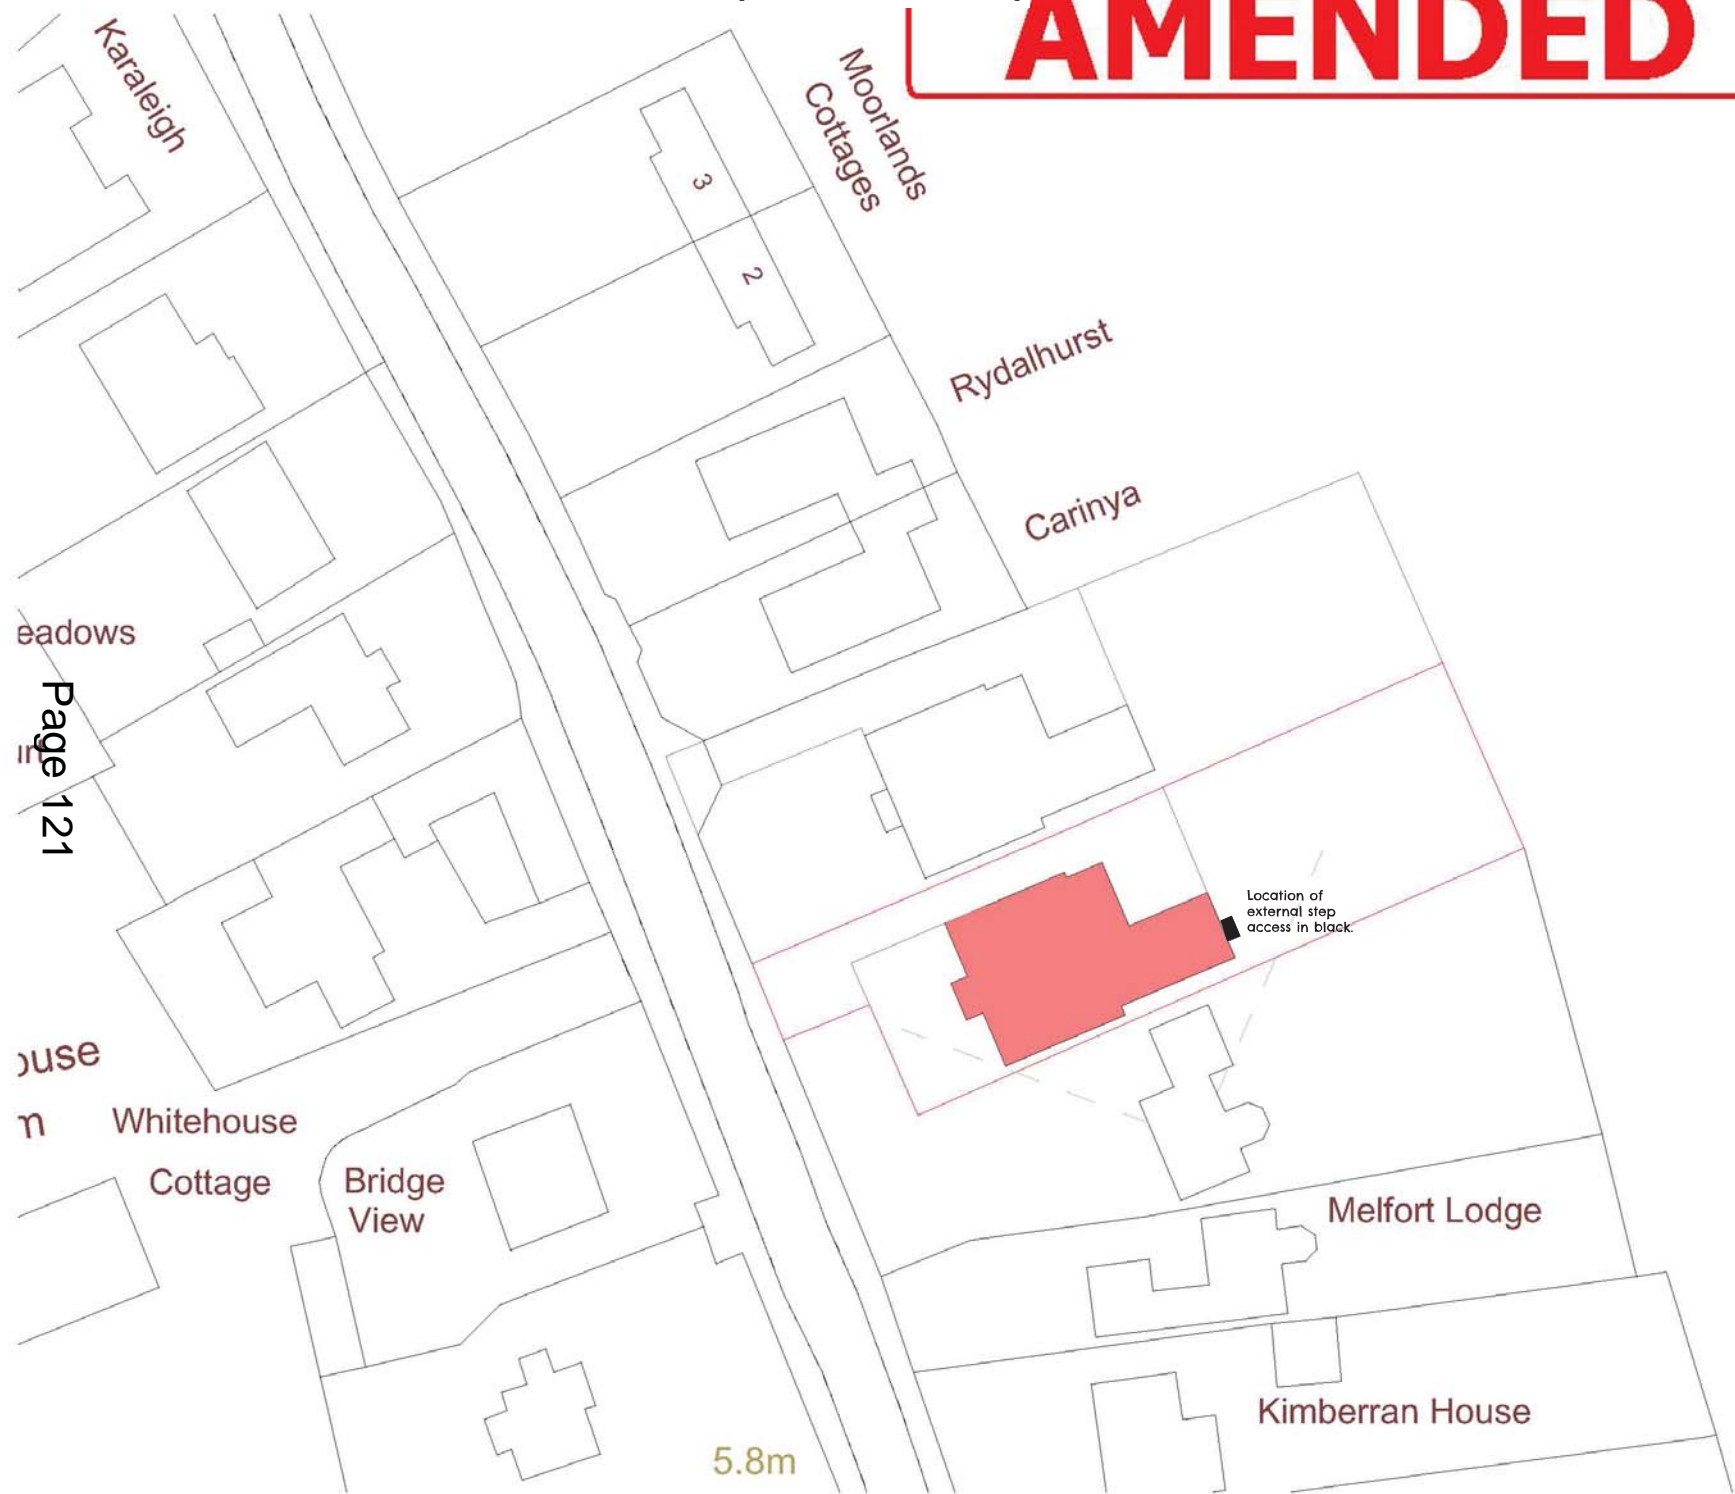 AMENDED
Karaleigh
Moorlands
Cottages
3
2
Rydalhurst
Carinya
eadows
Page 121
Location of
external step
access in black.
ouse
m
Whitehouse
Cottage
Bridge
View
Melfort Lodge
Kimberran House
5.8m